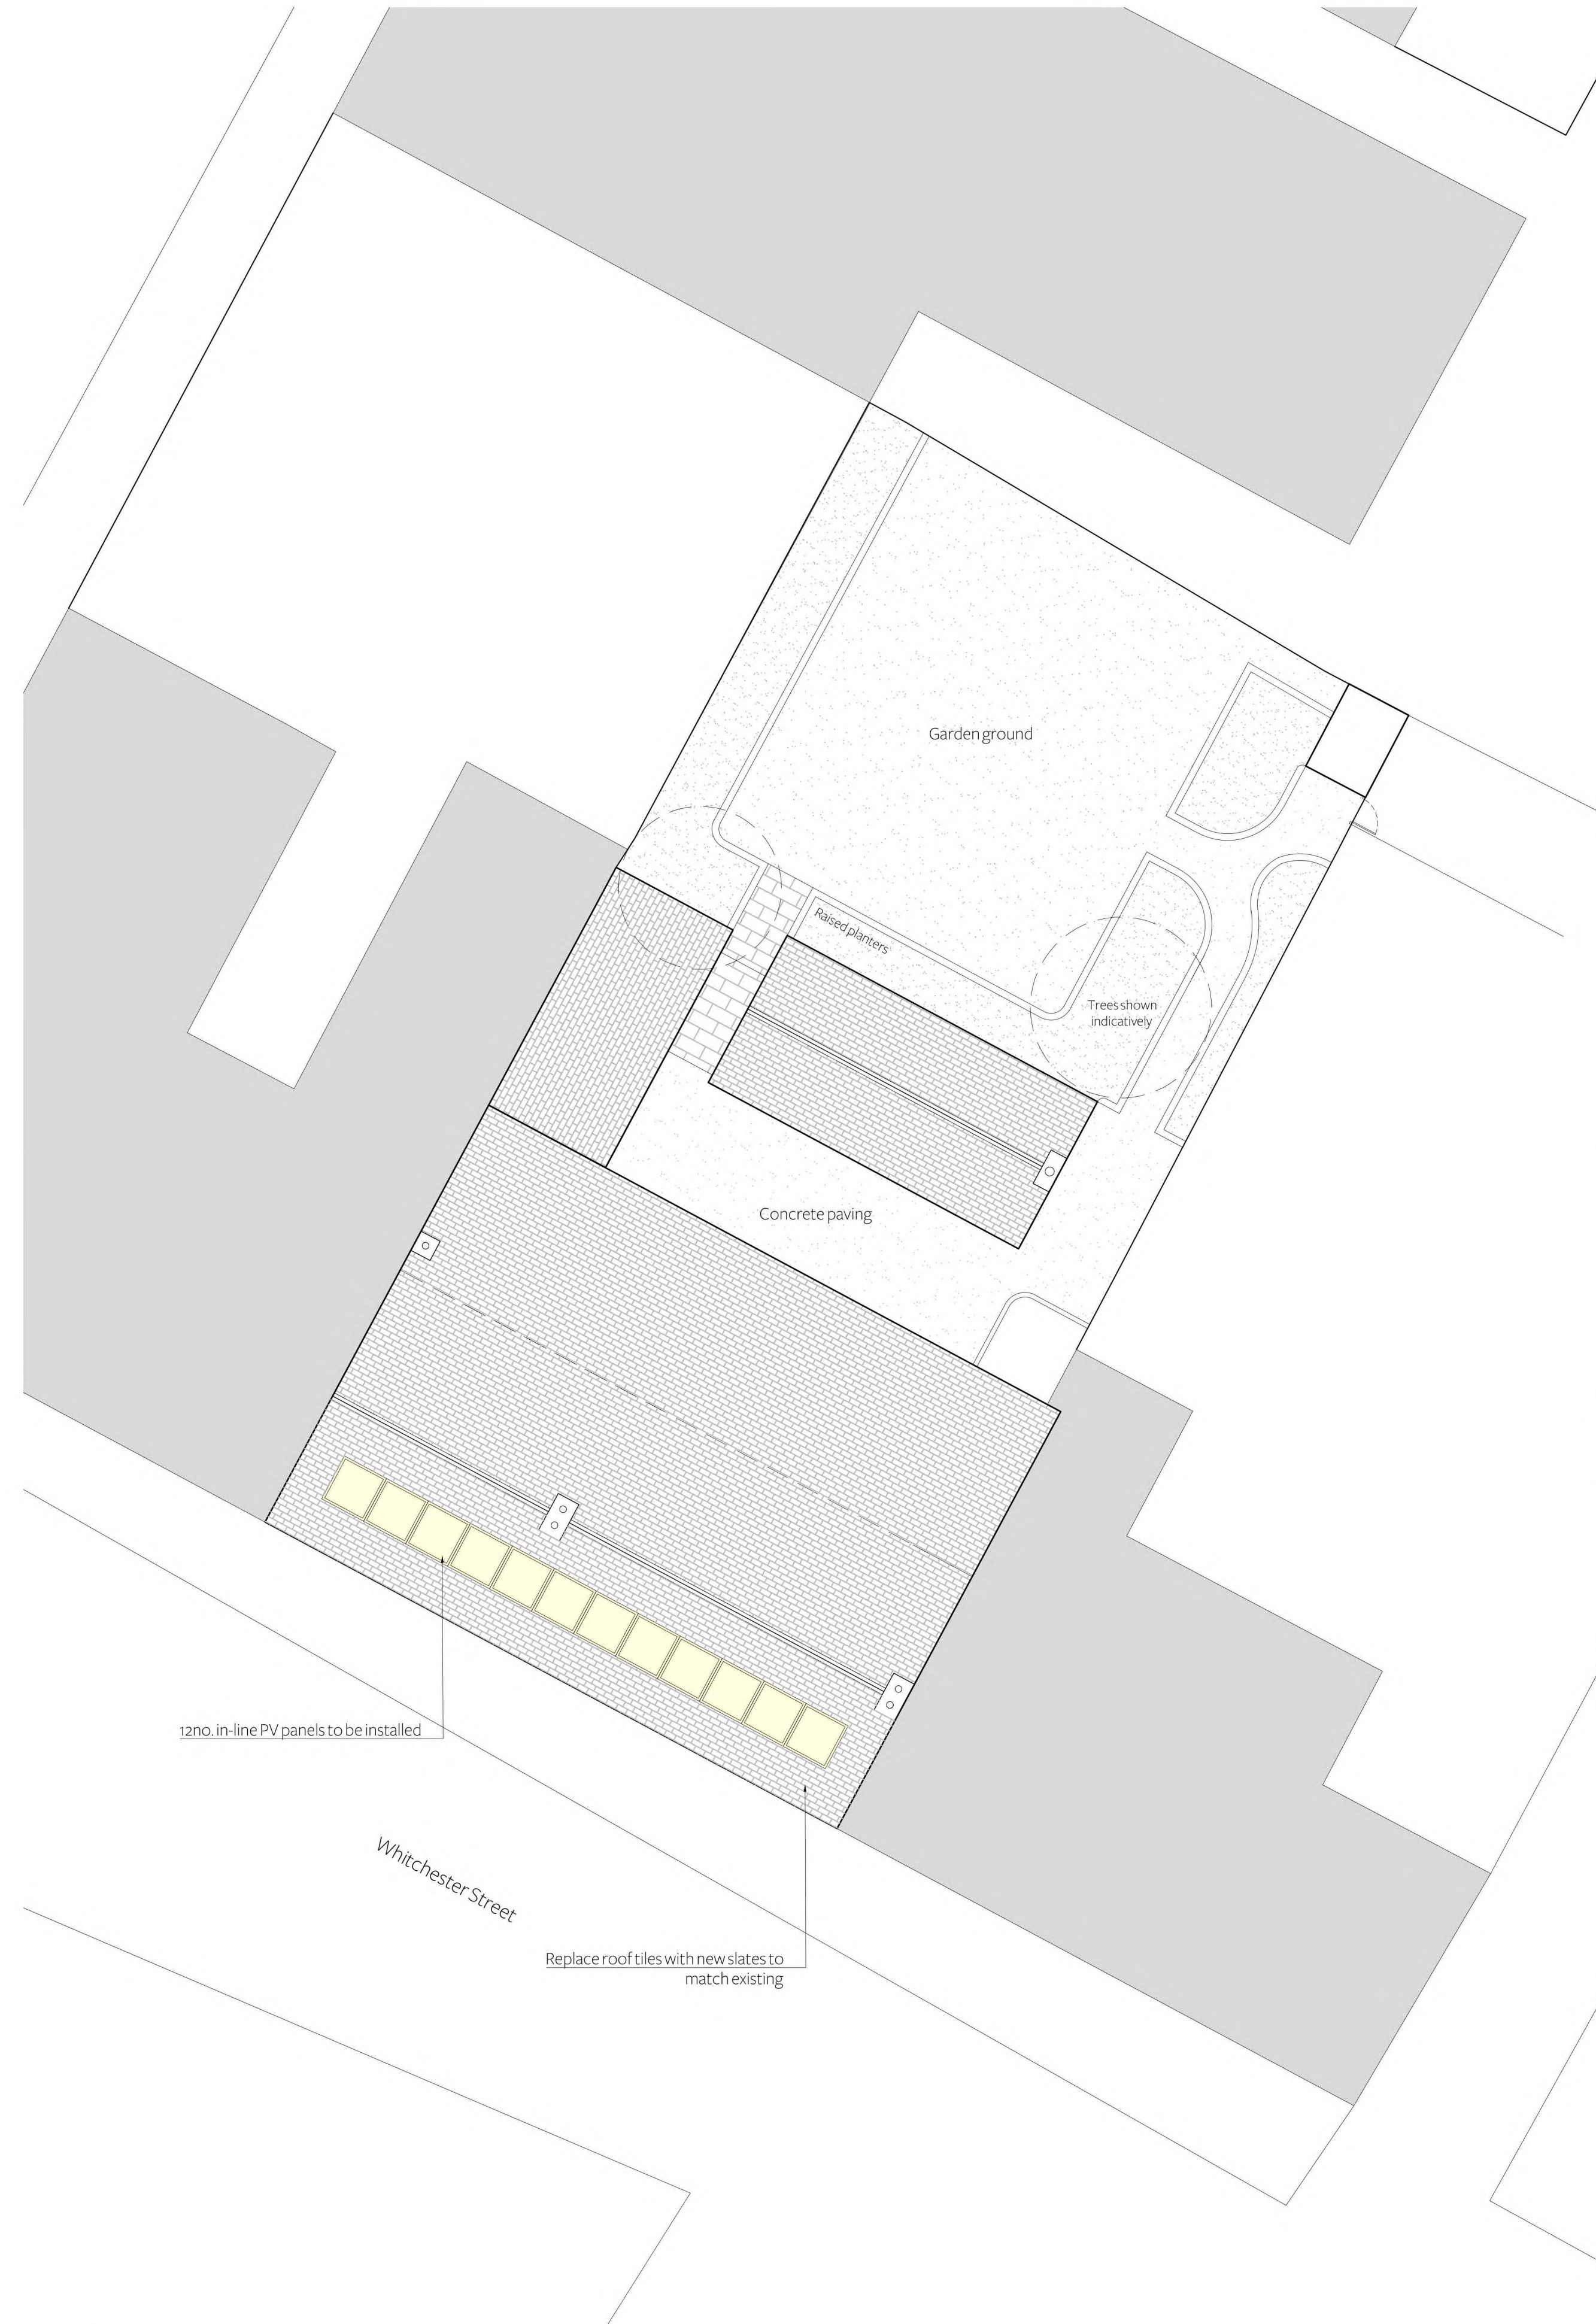 Garden ground
Raised planters
Trees shown
indicatively
Concrete paving
12no. in-line PV panels to be installed
Whitchester Street
Replace roof tiles with new slates to
match existing